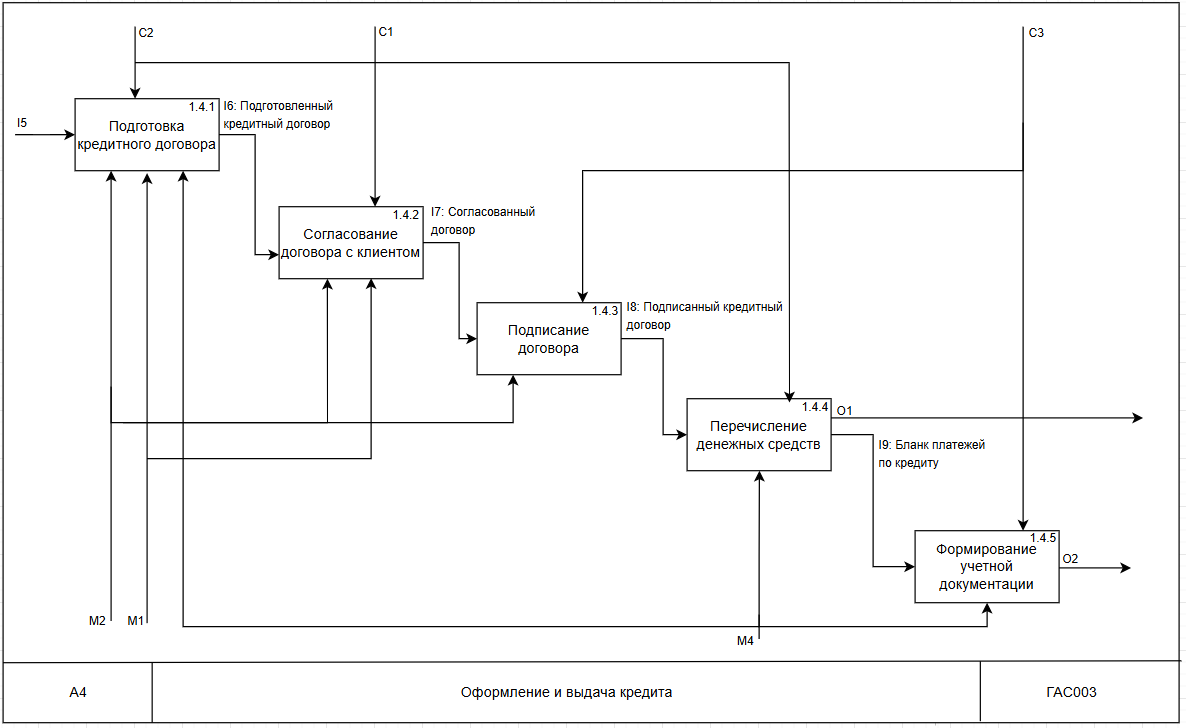 C2
C1
C3
1.4.1
I6: Подготовленный
кредитный договор
I5
Подготовка
кредитного договора
1.4.2
I7: Согласованный
договор
Согласование
договора с клиентом
1.4.3
I8: Подписанный кредитный
договор
Подписание
договора
1.4.4
O1
Перечисление
денежных средств
I9: Бланк платежей
по кредиту
1.4.5
Формирование
учетной
документации
O2
M2
M1
M4
A4
Оформление и выдача кредита
ГАС003